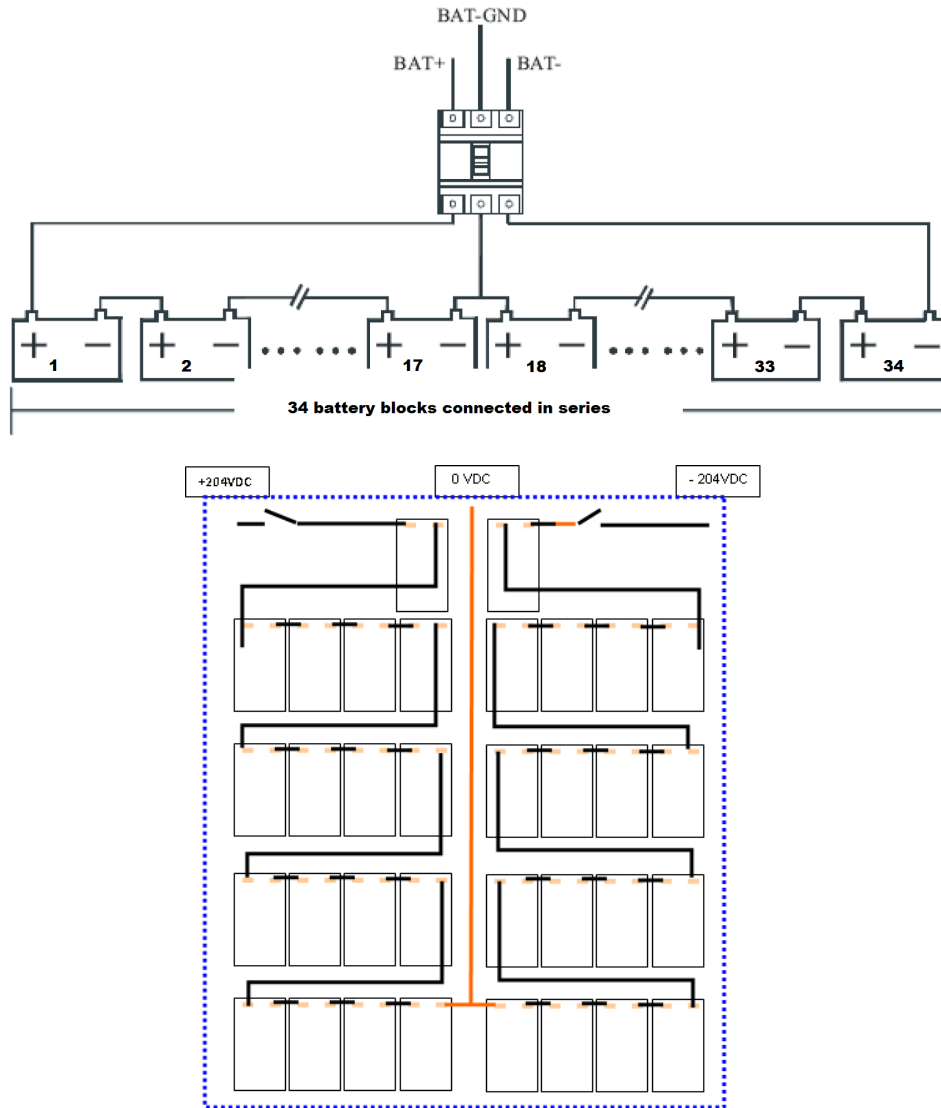 BAT-GND
BAT+ BAT-
+ - + - + - + - + - + -
1 2 17 18 33 34
34 battery blocks connected in series
+204VDC 0 VDC - 204VDC